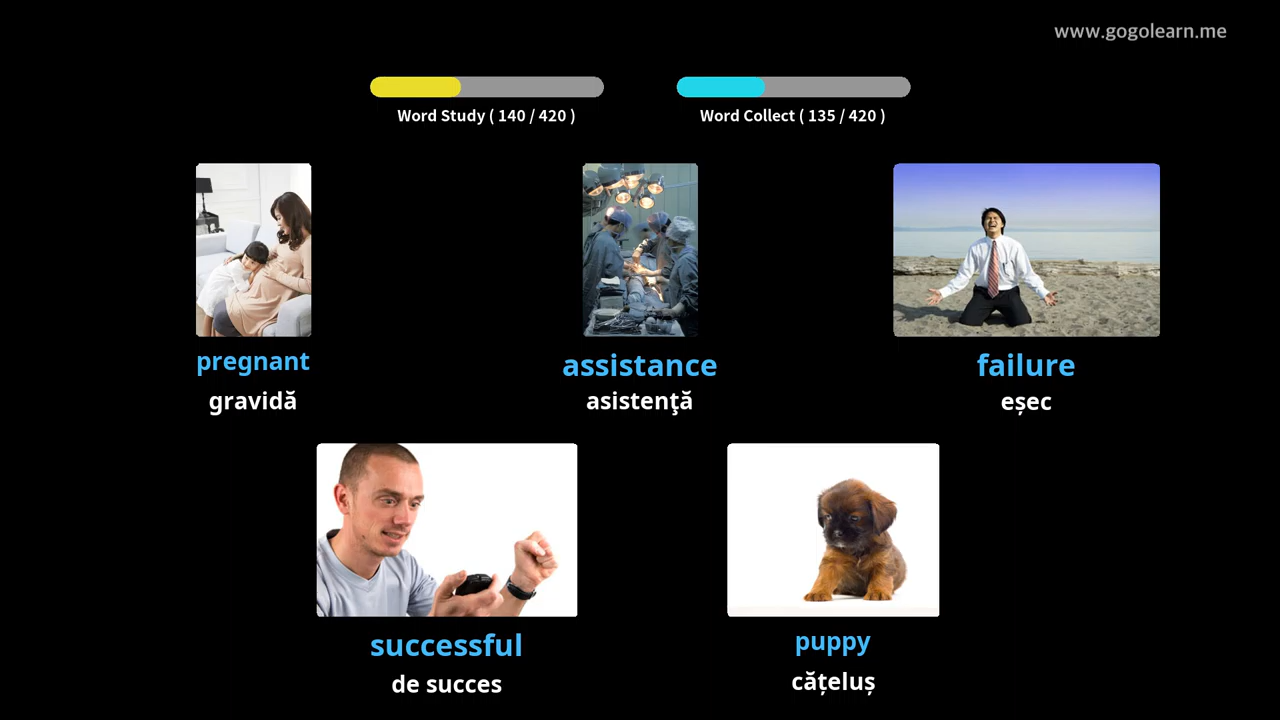 www.gogolearn.me
Word Study ( 140 / 420 )
Word Collect ( 135 / 420 )
pregnant
gravidă
assistance
asistenţă
failure
eșec
successful
de succes
puppy
cățeluș